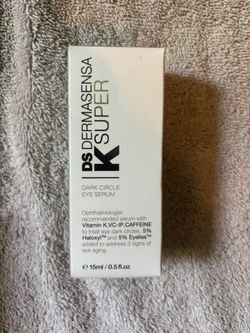 DS DERMASENSA
K SUPER
DARK CIRCLE
EYE SERUM
Ophthalmologist
recommended serum with
Vitamin K,VC-IP,CAFFEINE
to treat eye dark circles. 5%
Haloxyl™ and 5% Eyeliss™
added to address 3 signs of
eye aging.
e 15ml / 0.5 fl.oz